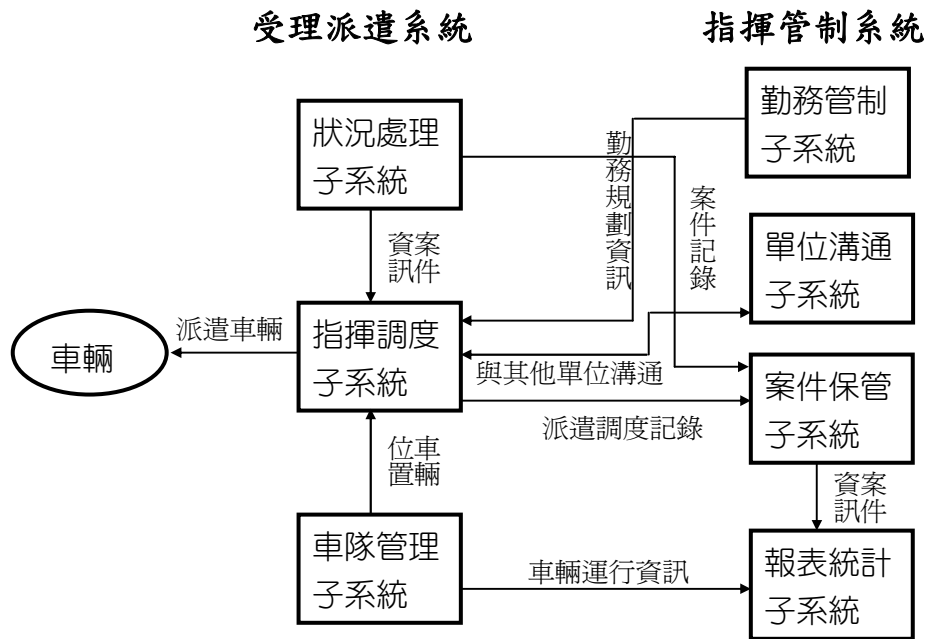 受理派遣系統
指揮管制系統
狀況處理
子系統
勤務管制
子系統
勤務規劃資訊
案件記錄
案件
資訊
單位溝通
子系統
派遣車輛
車輛
指揮調度
子系統
與其他單位溝通
派遣調度記錄
案件保管
子系統
車輛
位置
案件
資訊
車隊管理
子系統
車輛運行資訊
報表統計
子系統